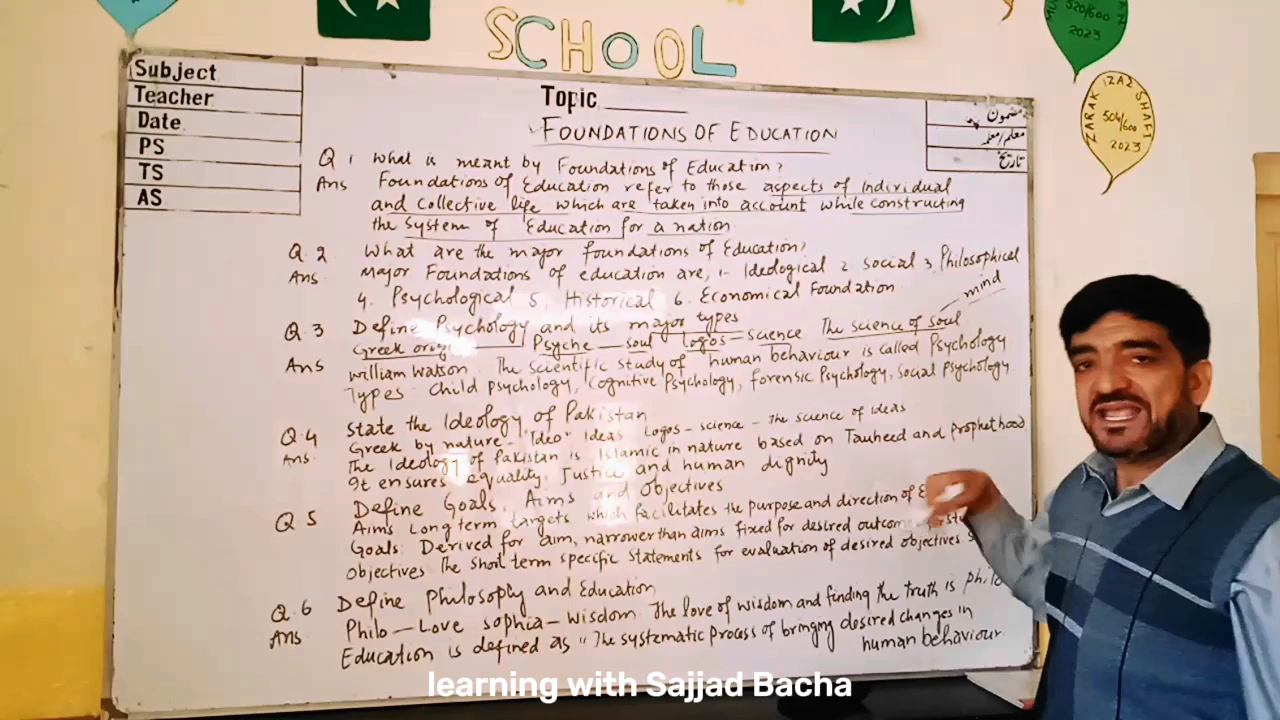 SCHOOL
520/600
2023
ZARAK IZAZ SHAFT
504/600
2023
Subject
Teacher
Date
PS
TS
AS
Topic
مضمون
معلم/معلمہ
تاریخ
FOUNDATIONS OF EDUCATION
Q 1 What is meant by Foundations of Education?
Ans Foundations of Education refer to those aspects of individual
and collective life which are taken into account while constructing
the system of Education for a nation.
Q.2 What are the major foundations of Education?
Ans. Major Foundations of education are, 1- Ideological 2. Social 3. Philosophical
4. Psychological 5. Historical 6. Economical Foundation
Q.3 Define Psychology and its major types
mind
Greek Psyche — soul logos — science The science of soul
Ans William Watson: The scientific study of human behaviour is called Psychology
Types: Child psychology, Cognitive Psychology, forensic Psychology, Social Psychology
Q.4 State the Ideology of Pakistan
Ans. Greek by nature - "Ideo" Ideas Logos - science - The science of ideas
The Ideology of Pakistan is Islamic in nature based on Tauheed and Prophethood
It ensures equality, Justice and human dignity
Q 5 Define Goals, Aims and Objectives
Aims Long term targets which facilitates the purpose and direction of
Goals: Derived for aim, narrower than aims fixed for desired
Objectives: The short term specific statements for evaluation of desired objectives
Q.6 Define Philosophy and Education
Ans. Philo — Love sophia — wisdom. The love of wisdom and finding the truth is
Education is defined as "The systematic process of bringing desired changes in
human behaviour
learning with Sajjad Bacha